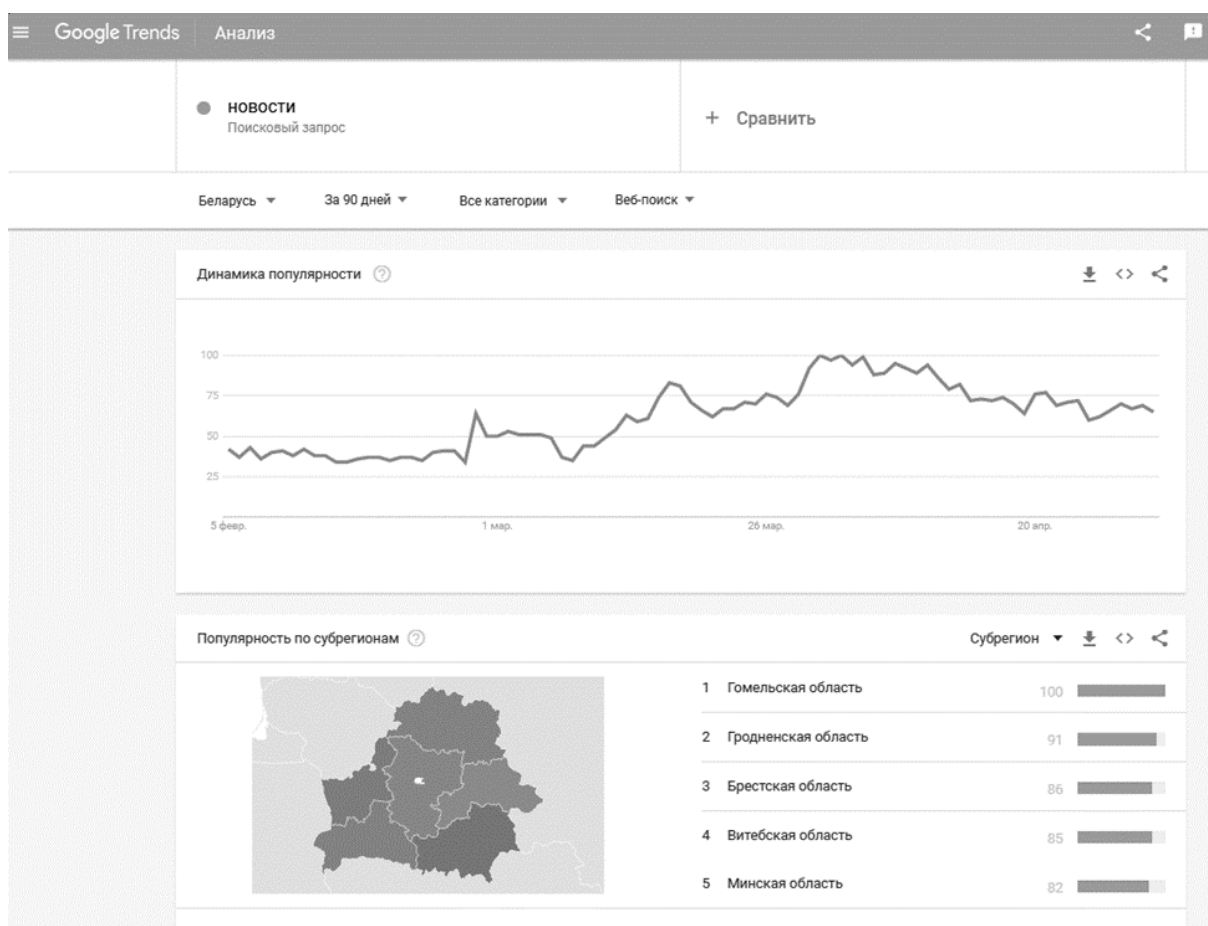 Google Trends Анализ
новости
Поисковый запрос
+ Сравнить
Беларусь За 90 дней Все категории Веб-поиск
Динамика популярности ?
100
75
50
25
5 февр. 1 мар. 26 мар. 20 апр.
Популярность по субрегионам ? Субрегион
1 Гомельская область 100
2 Гродненская область 91
3 Брестская область 86
4 Витебская область 85
5 Минская область 82